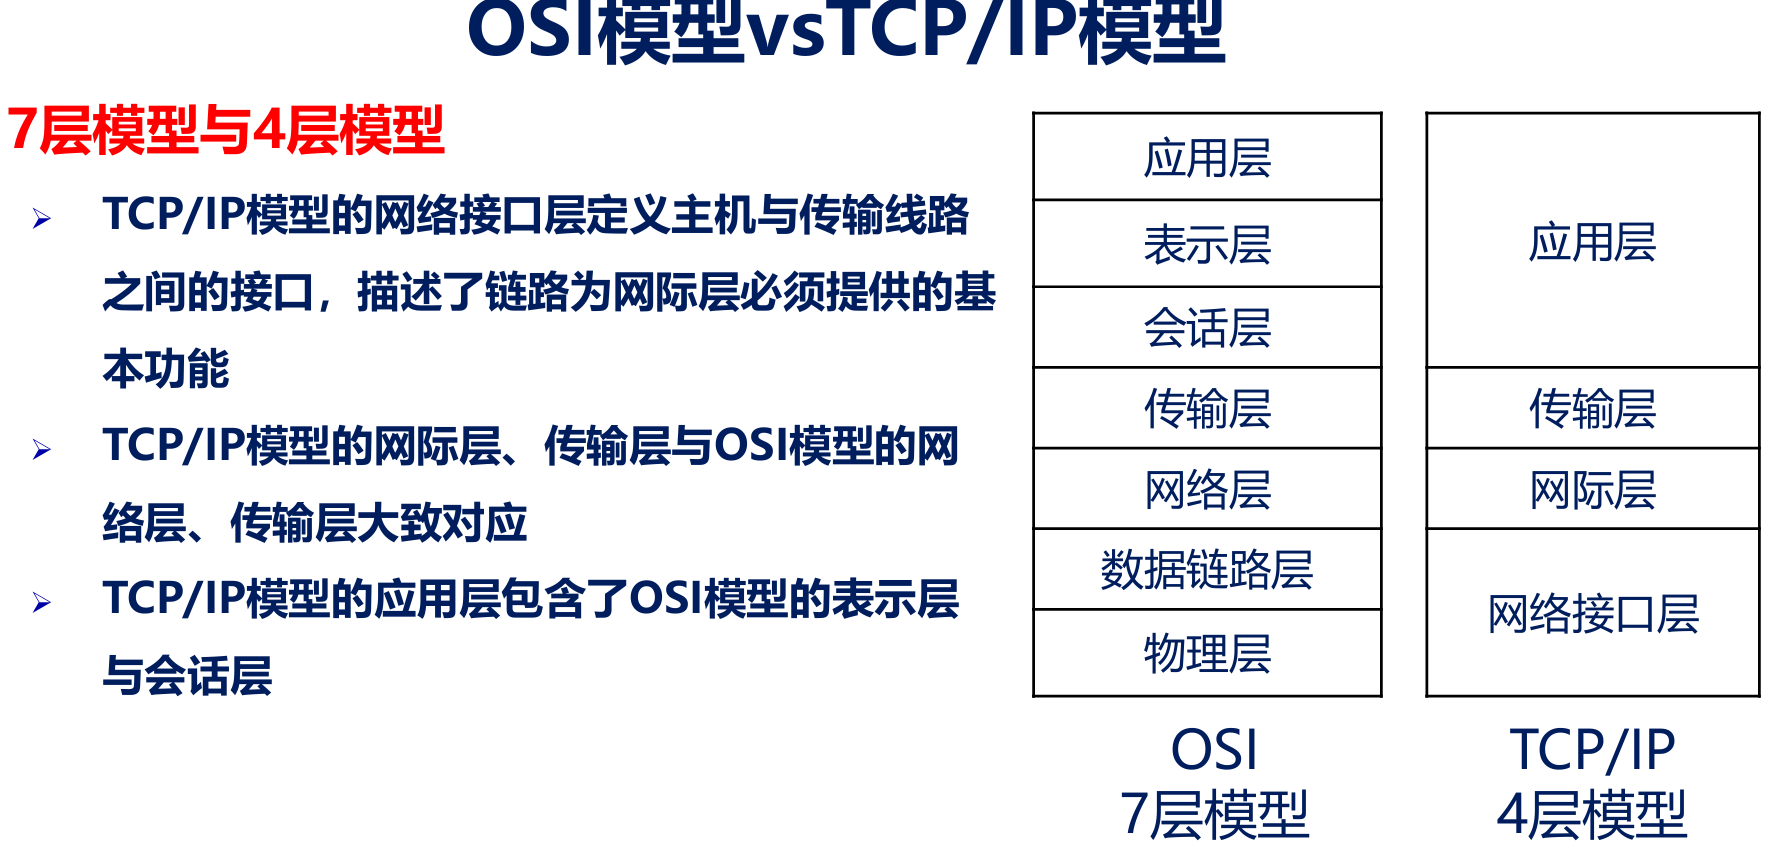 OSI模型vsTCP/IP模型
7层模型与4层模型
TCP/IP模型的网络接口层定义主机与传输线路
之间的接口，描述了链路为网际层必须提供的基
本功能
TCP/IP模型的网际层、传输层与OSI模型的网
络层、传输层大致对应
TCP/IP模型的应用层包含了OSI模型的表示层
与会话层
应用层
表示层
会话层
传输层
网络层
数据链路层
物理层
OSI
7层模型
应用层
传输层
网际层
网络接口层
TCP/IP
4层模型